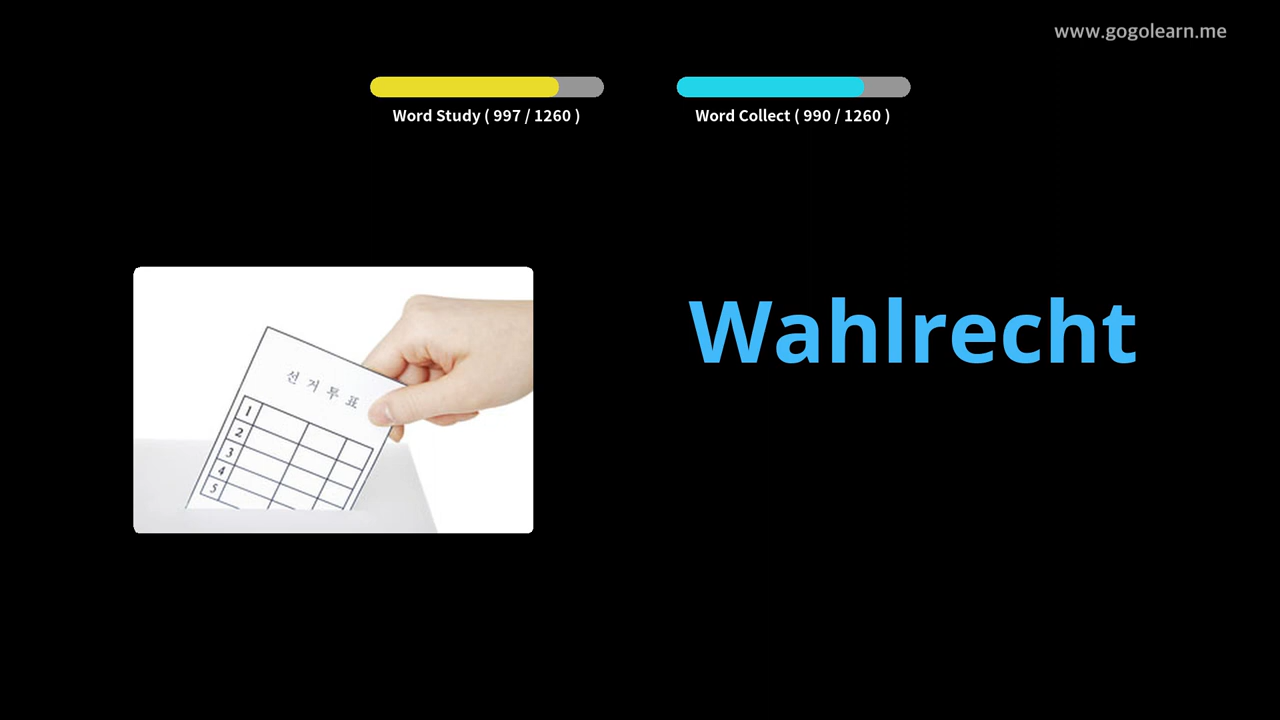 www.gogolearn.me
Word Study ( 997 / 1260 )
Word Collect ( 990 / 1260 )
Wahlrecht
선거투표
1
2
3
4
5